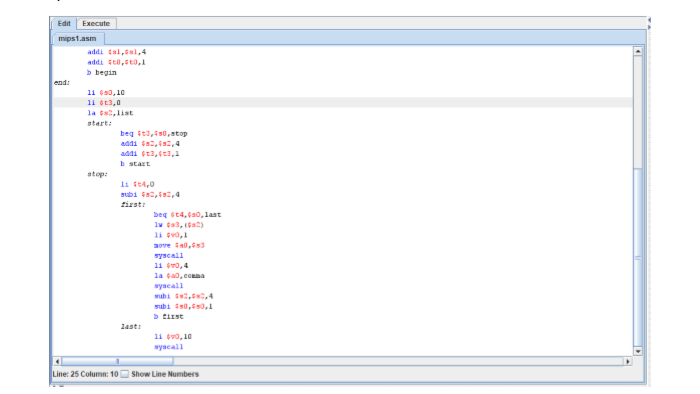 Edit Execute
mips1.asm
addi $s1,$s1,4
addi $t0,$t0,1
b begin
end:
li $s0,10
li $t3,0
la $s2,list
start:
beq $t3,$s0,stop
addi $s2,$s2,4
addi $t3,$t3,1
b start
stop:
li $t4,0
subi $s2,$s2,4
first:
beq $t4,$s0,last
lw $s3,($s2)
li $v0,1
move $a0,$s3
syscall
li $v0,4
la $a0,comma
syscall
subi $s2,$s2,4
subi $s0,$s0,1
b first
last:
li $v0,10
syscall
Line: 25 Column: 10 Show Line Numbers